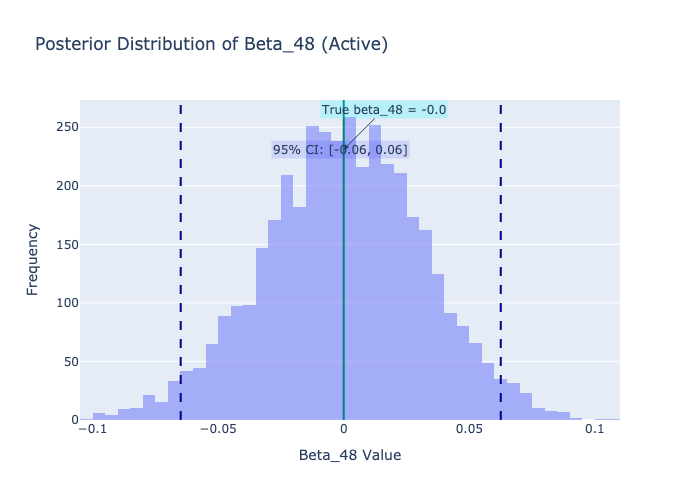 Posterior Distribution of Beta_48 (Active)
True beta_48 = -0.0
95% CI: [-0.06, 0.06]
250
200
150
100
50
0
Frequency
−0.1
−0.05
0
0.05
0.1
Beta_48 Value